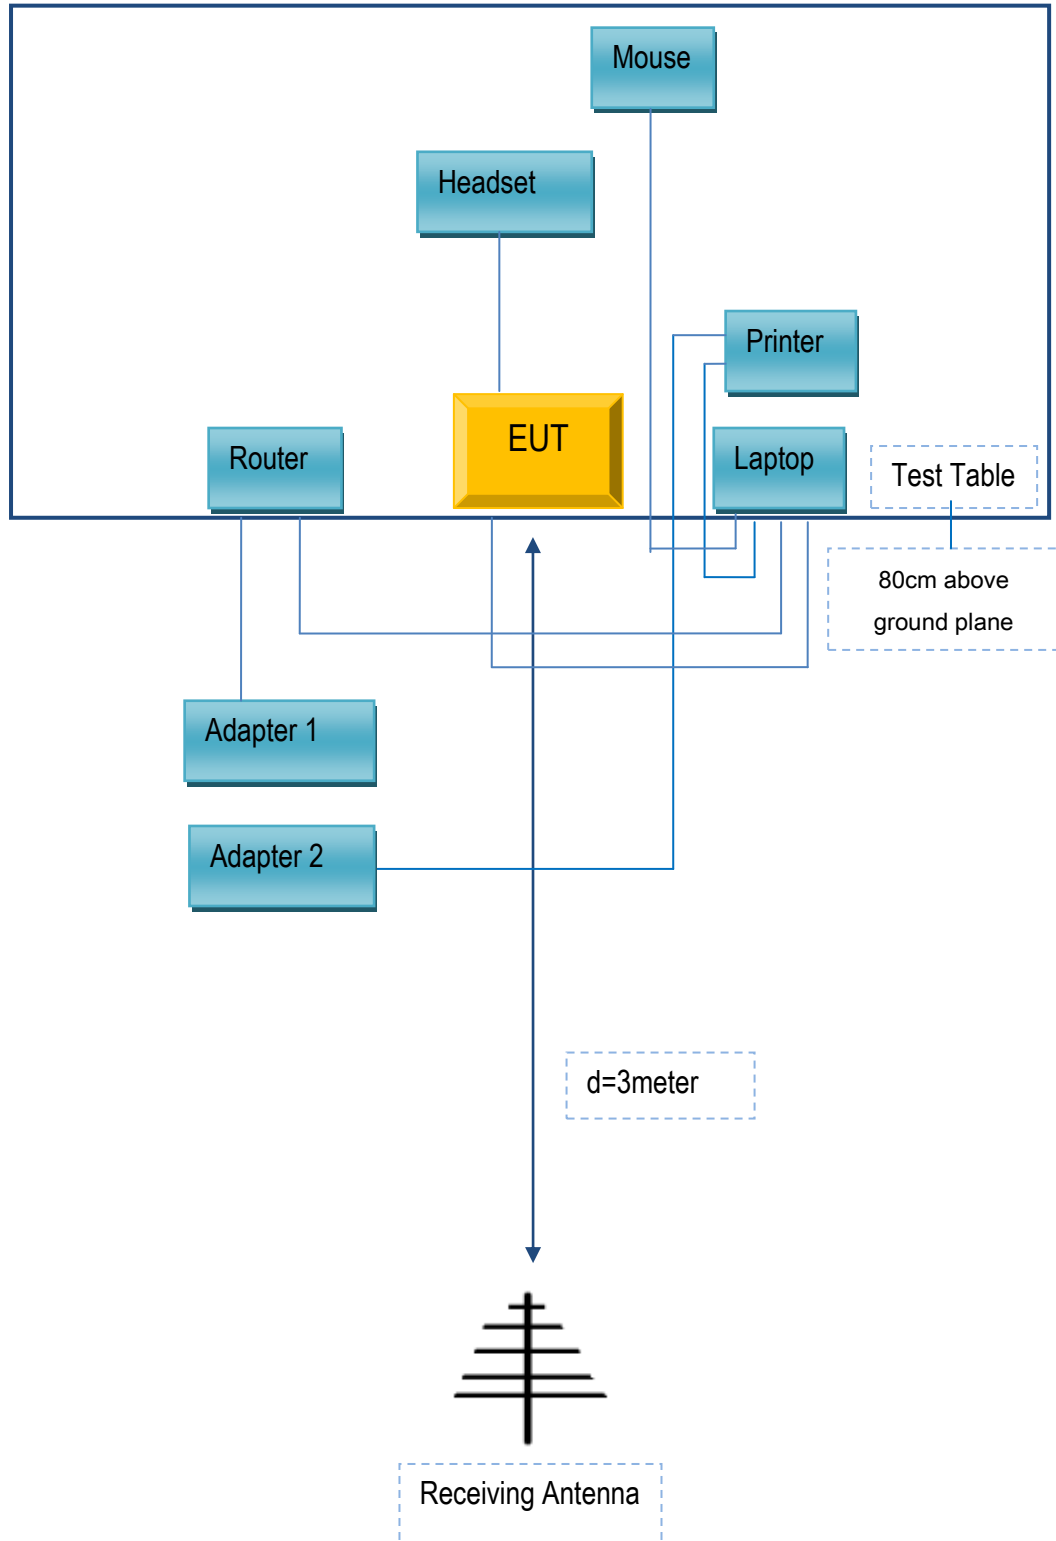 Mouse
Headset
Printer
EUT
Router
Laptop
Test Table
80cm above
ground plane
Adapter 1
Adapter 2
d=3meter
Receiving Antenna